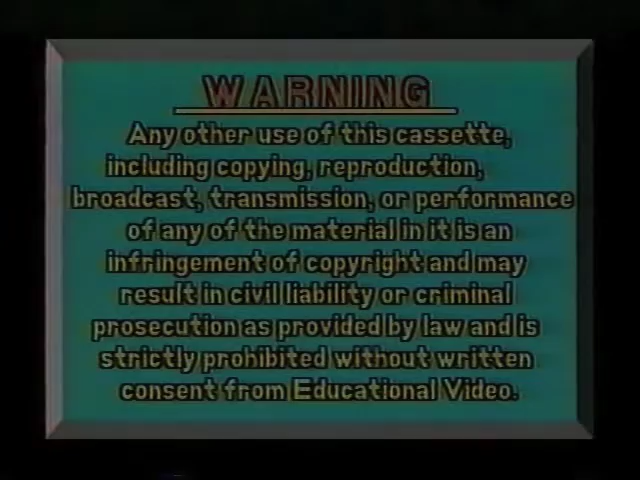 WARNING
Any other use of this cassette,
including copying, reproduction,
broadcast, transmission, or performance
of any of the material in it is an
infringement of copyright and may
result in civil liability or criminal
prosecution as provided by law and is
strictly prohibited without written
consent from Educational Video.